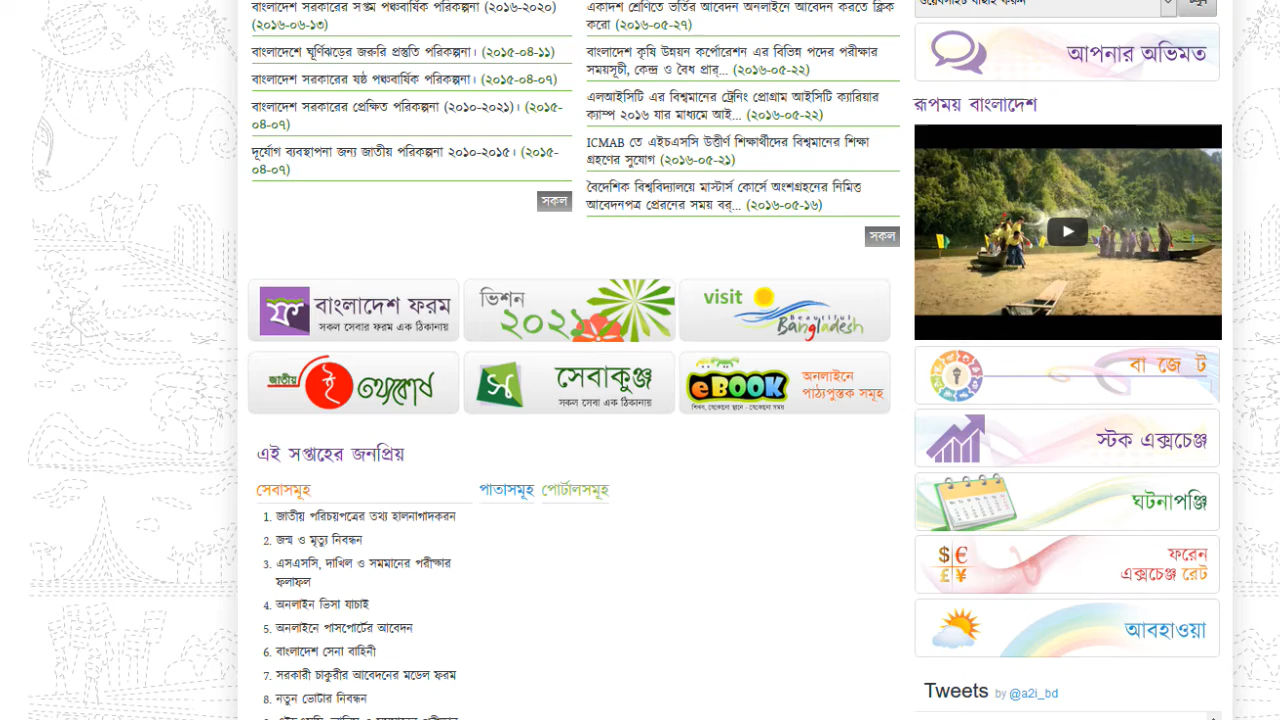 বাংলাদেশ সরকারের সপ্তম পঞ্চবার্ষিক পরিকল্পনা (২০১৬-২০২০)
(২০১৬-০৬-১৩)
বাংলাদেশে ঘূর্ণিঝড়ের জরুরি প্রস্তুতি পরিকল্পনা। (২০১৫-০৪-১১)
বাংলাদেশ সরকারের ষষ্ঠ পঞ্চবার্ষিক পরিকল্পনা। (২০১৫-০৪-০৭)
বাংলাদেশ সরকারের প্রেক্ষিত পরিকল্পনা (২০১০-২০২১)। (২০১৫-
০৪-০৭)
দূর্যোগ ব্যবস্থাপনা জন্য জাতীয় পরিকল্পনা ২০১০-২০১৫। (২০১৫-
০৪-০৭)
সকল
একাদশ শ্রেণিতে ভর্তির আবেদন অনলাইনে আবেদন করতে ক্লিক
করো (২০১৬-০৫-২৭)
বাংলাদেশ কৃষি উন্নয়ন কর্পোরেশন এর বিভিন্ন পদের পরীক্ষার
সময়সূচী, কেন্দ্র ও বৈধ প্রার্... (২০১৬-০৫-২২)
এলআইসিটি এর বিশ্বমানের ট্রেনিং প্রোগ্রাম আইসিটি ক্যারিয়ার
ক্যাম্প ২০১৬ যার মাধ্যমে আই... (২০১৬-০৫-২২)
ICMAB তে এইচএসসি উত্তীর্ণ শিক্ষার্থীদের বিশ্বমানের শিক্ষা
গ্রহণের সুযোগ (২০১৬-০৫-২১)
বৈদেশিক বিশ্ববিদ্যালয়ে মাস্টার্স কোর্সে অংশগ্রহনের নিমিত্ত
আবেদনপত্র প্রেরনের সময় বর্... (২০১৬-০৫-১৬)
সকল
বাংলাদেশ ফরম
সকল সেবার ফরম এক ঠিকানায়
ভিশন
২০২১
visit
Beautiful
Bangladesh
জাতীয়
ই
তথ্যকোষ
সেবাকুঞ্জ
সকল সেবা এক ঠিকানায়
eBOOK
শিখব, যেকোনো স্থানে - যেকোনো সময়
অনলাইনে
পাঠ্যপুস্তক সমূহ
এই সপ্তাহের জনপ্রিয়
সেবাসমূহ
পাতাসমূহ পোর্টালসমূহ
1. জাতীয় পরিচয়পত্রের তথ্য হালনাগাদকরন
2. জন্ম ও মৃত্যু নিবন্ধন
3. এসএসসি, দাখিল ও সমমানের পরীক্ষার
ফলাফল
4. অনলাইন ভিসা যাচাই
5. অনলাইনে পাসপোর্টের আবেদন
6. বাংলাদেশ সেনা বাহিনী
7. সরকারী চাকুরীর আবেদনের মডেল ফরম
8. নতুন ভোটার নিবন্ধন
আপনার অভিমত
রূপময় বাংলাদেশ
বা জে ট
স্টক এক্সচেঞ্জ
ঘটনাপঞ্জি
$ €
£ ¥
ফরেন
এক্সচেঞ্জ রেট
আবহাওয়া
Tweets by @a2i_bd